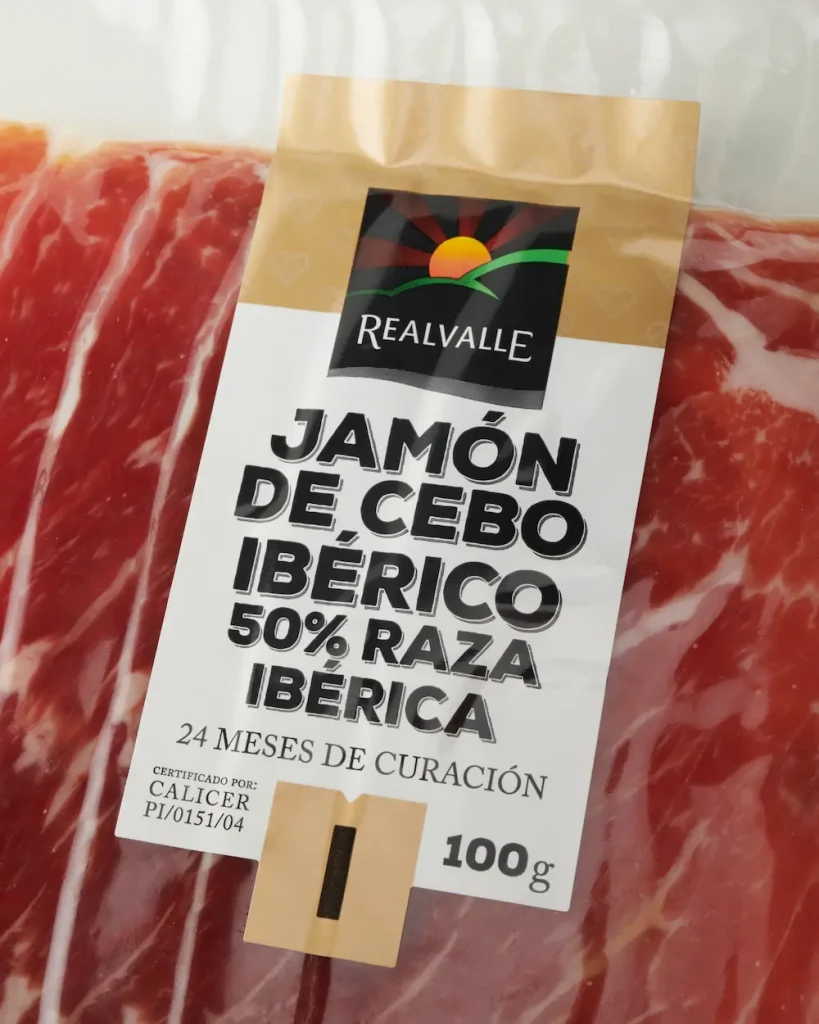 REALVALLE
JAMÓN
DE CEBO
IBÉRICO
50% RAZA
IBÉRICA
24 MESES DE CURACIÓN
CERTIFICADO POR:
CALICER
PI/0151/04
100g